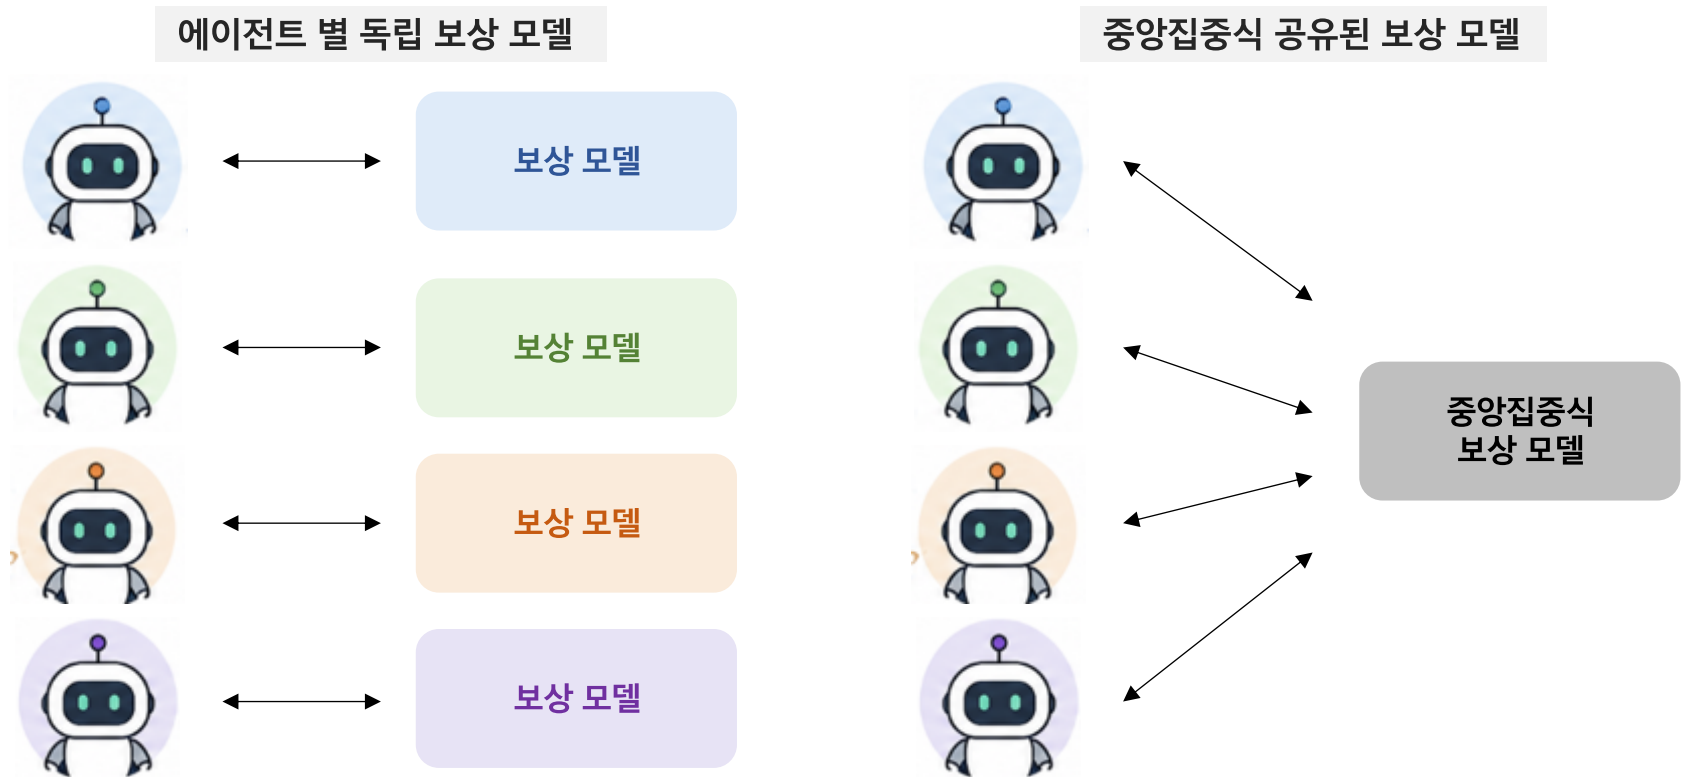 에이전트 별 독립 보상 모델
중앙집중식 공유된 보상 모델
보상 모델
보상 모델
보상 모델
보상 모델
중앙집중식
보상 모델